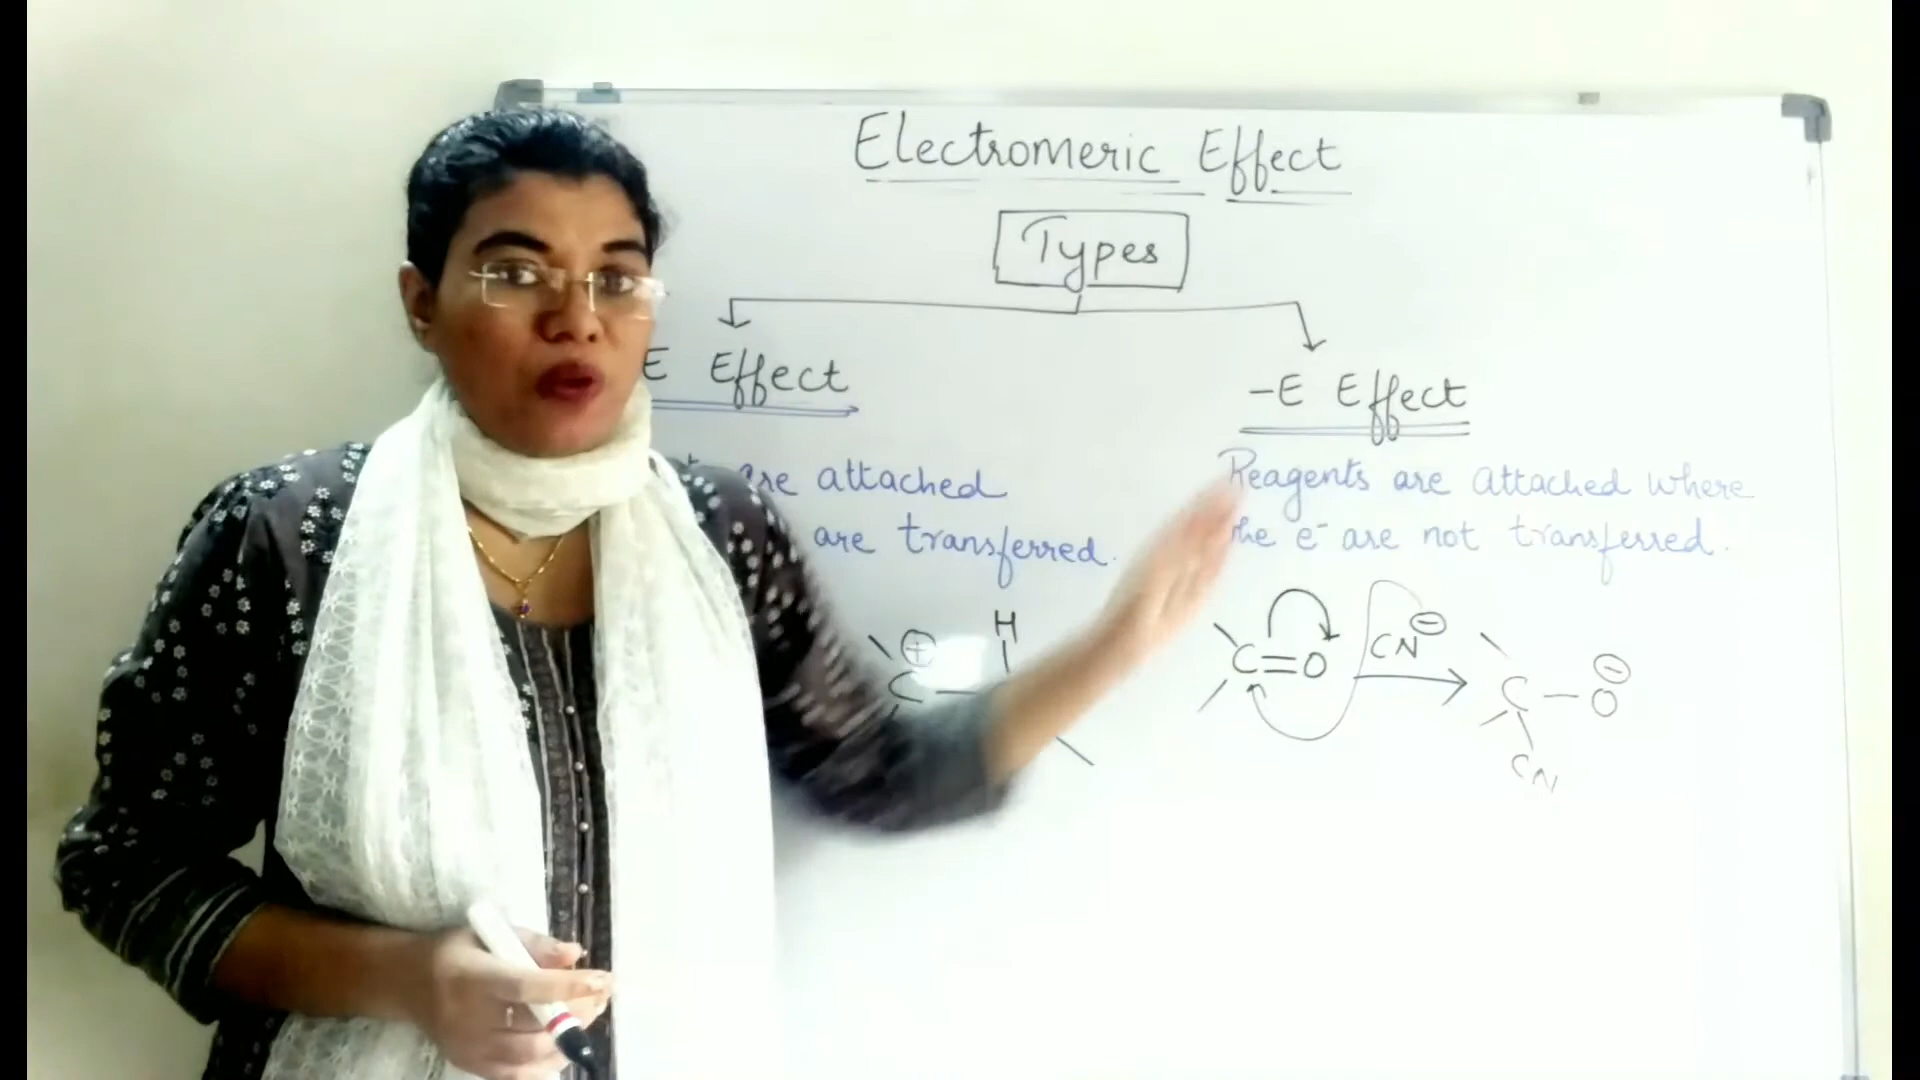 Electromeric Effect
Types
E Effect
-E Effect
are attached
are transferred.
Reagents are attached where
the e⁻ are not transferred.
⊕ H
C —
C=O CN⊖
C — O⊖
CN